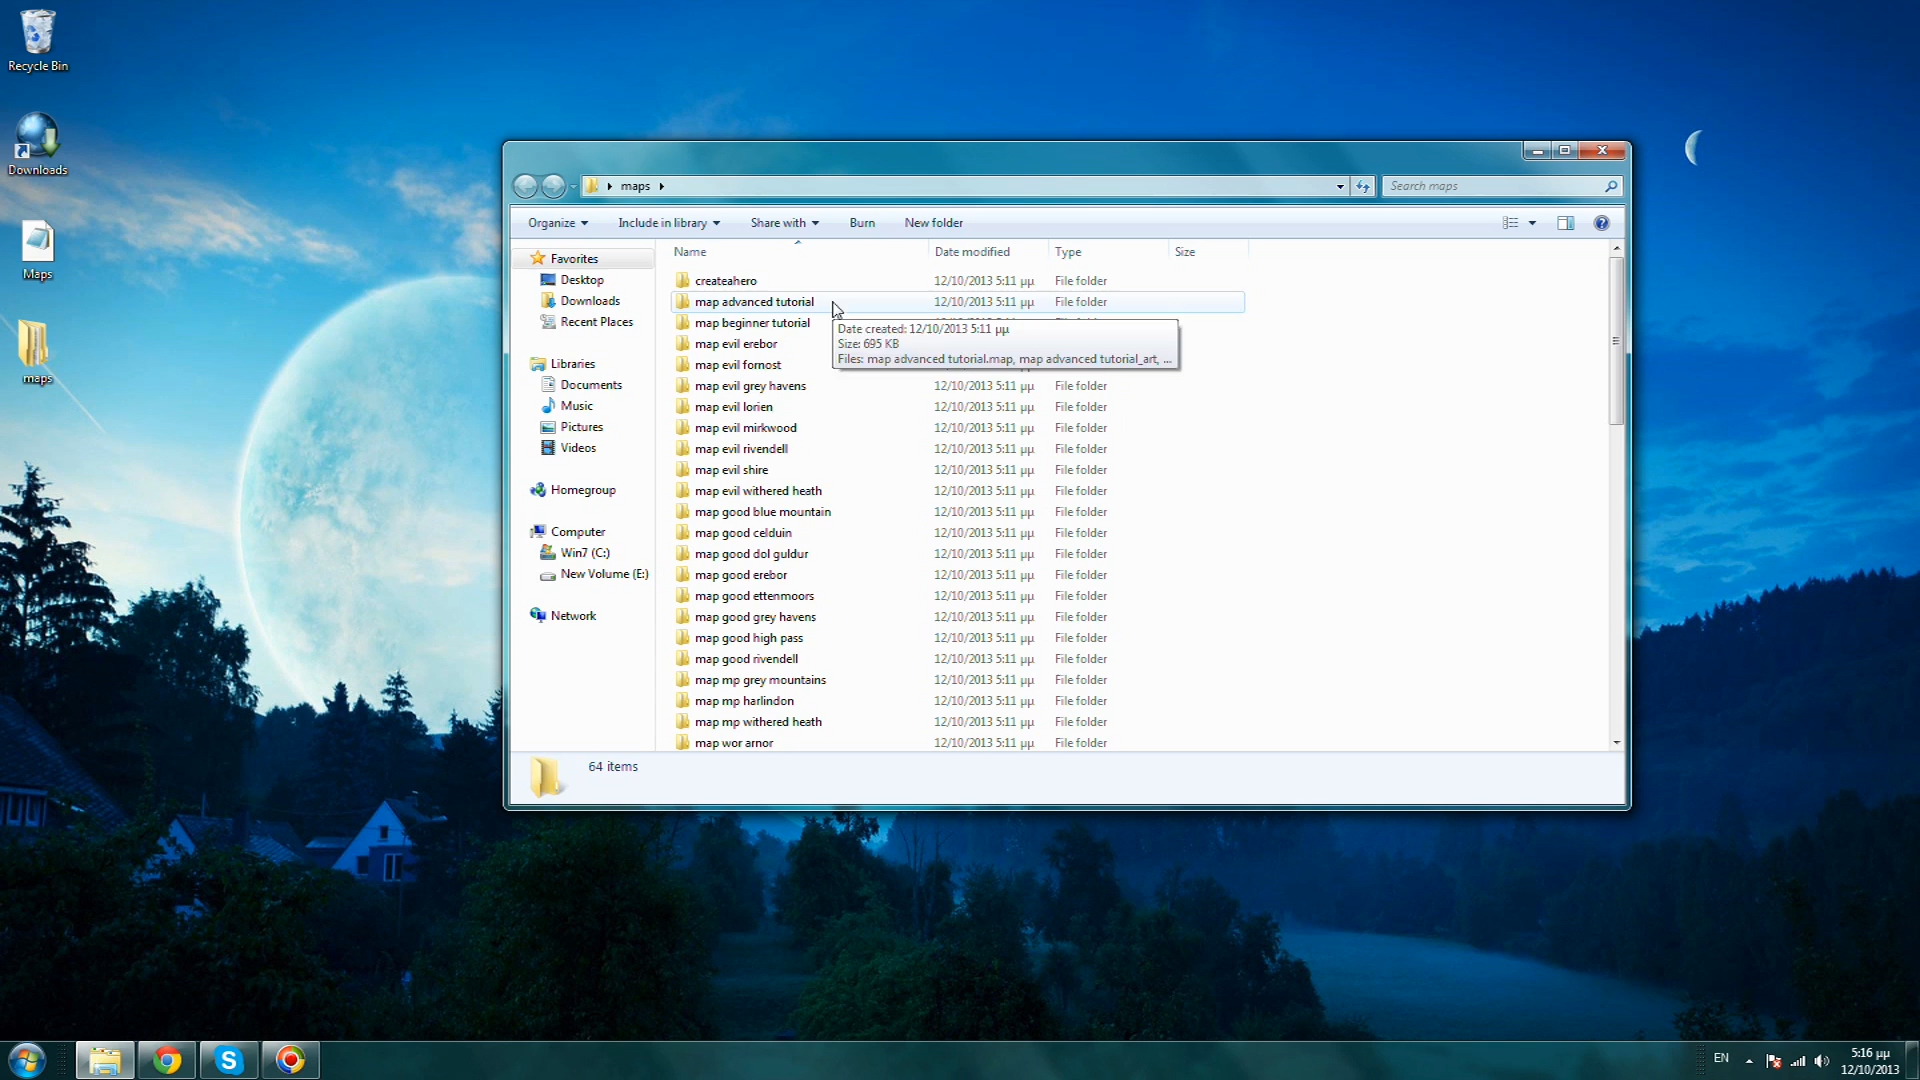 Recycle Bin
Downloads
Maps
maps
maps
Search maps
Organize Include in library Share with Burn New folder
Name Date modified Type Size
Favorites
Desktop
Downloads
Recent Places
Libraries
Documents
Music
Pictures
Videos
Homegroup
Computer
Win7 (C:)
New Volume (E:)
Network
createahero 12/10/2013 5:11 μμ File folder
map advanced tutorial 12/10/2013 5:11 μμ File folder
map beginner tutorial
map evil erebor
map evil fornost
Date created: 12/10/2013 5:11 μμ
Size: 695 KB
Files: map advanced tutorial.map, map advanced tutorial_art, ...
map evil grey havens 12/10/2013 5:11 μμ File folder
map evil lorien 12/10/2013 5:11 μμ File folder
map evil mirkwood 12/10/2013 5:11 μμ File folder
map evil rivendell 12/10/2013 5:11 μμ File folder
map evil shire 12/10/2013 5:11 μμ File folder
map evil withered heath 12/10/2013 5:11 μμ File folder
map good blue mountain 12/10/2013 5:11 μμ File folder
map good celduin 12/10/2013 5:11 μμ File folder
map good dol guldur 12/10/2013 5:11 μμ File folder
map good erebor 12/10/2013 5:11 μμ File folder
map good ettenmoors 12/10/2013 5:11 μμ File folder
map good grey havens 12/10/2013 5:11 μμ File folder
map good high pass 12/10/2013 5:11 μμ File folder
map good rivendell 12/10/2013 5:11 μμ File folder
map mp grey mountains 12/10/2013 5:11 μμ File folder
map mp harlindon 12/10/2013 5:11 μμ File folder
map mp withered heath 12/10/2013 5:11 μμ File folder
map wor arnor 12/10/2013 5:11 μμ File folder
64 items
EN
5:16 μμ
12/10/2013